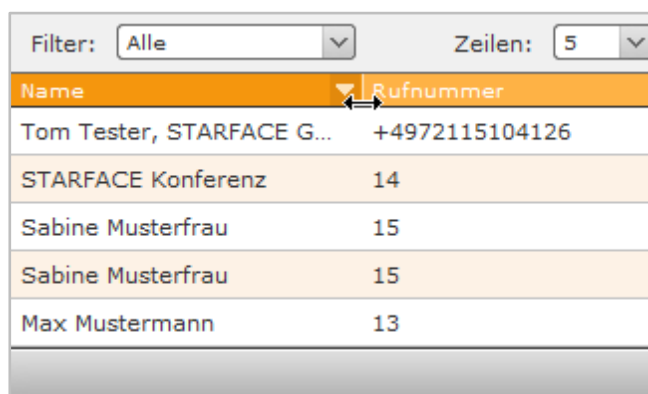 Filter: Alle Zeilen: 5
Name Rufnummer
Tom Tester, STARFACE G... +4972115104126
STARFACE Konferenz 14
Sabine Musterfrau 15
Sabine Musterfrau 15
Max Mustermann 13